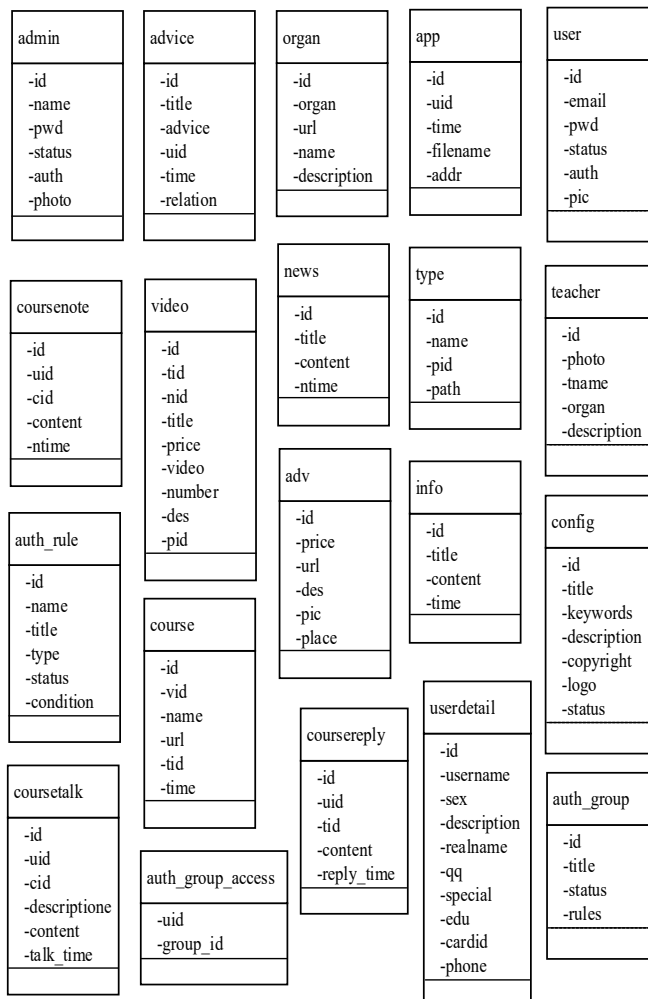 admin
-id
-name
-pwd
-status
-auth
-photo
advice
-id
-title
-advice
-uid
-time
-relation
organ
-id
-organ
-url
-name
-description
app
-id
-uid
-time
-filename
-addr
user
-id
-email
-pwd
-status
-auth
-pic
coursenote
-id
-uid
-cid
-content
-ntime
video
-id
-tid
-nid
-title
-price
-video
-number
-des
-pid
news
-id
-title
-content
-ntime
type
-id
-name
-pid
-path
teacher
-id
-photo
-tname
-organ
-description
auth_rule
-id
-name
-title
-type
-status
-condition
course
-id
-vid
-name
-url
-tid
-time
adv
-id
-price
-url
-des
-pic
-place
info
-id
-title
-content
-time
config
-id
-title
-keywords
-description
-copyright
-logo
-status
coursetalk
-id
-uid
-cid
-descriptione
-content
-talk_time
auth_group_access
-uid
-group_id
coursereply
-id
-uid
-tid
-content
-reply_time
userdetail
-id
-username
-sex
-description
-realname
-qq
-special
-edu
-cardid
-phone
auth_group
-id
-title
-status
-rules